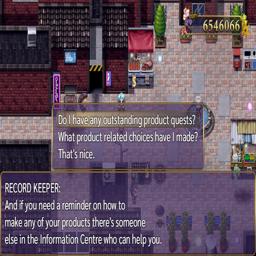 6546066
Do I have any outstanding product quests?
What product related choices have I made?
That's nice.
RECORD KEEPER:
And if you need a reminder on how to
make any of your products there's someone
else in the Information Centre who can help you.